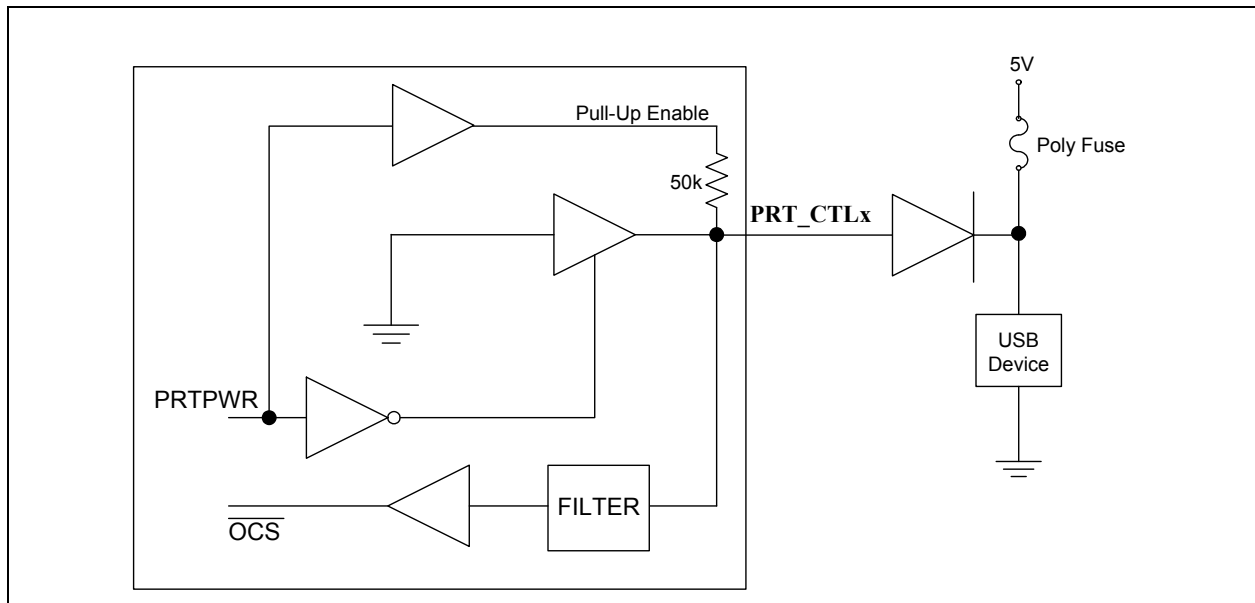 5V
Pull-Up Enable
Poly Fuse
50k
PRT_CTLx
USB
Device
PRTPWR
FILTER
OCS